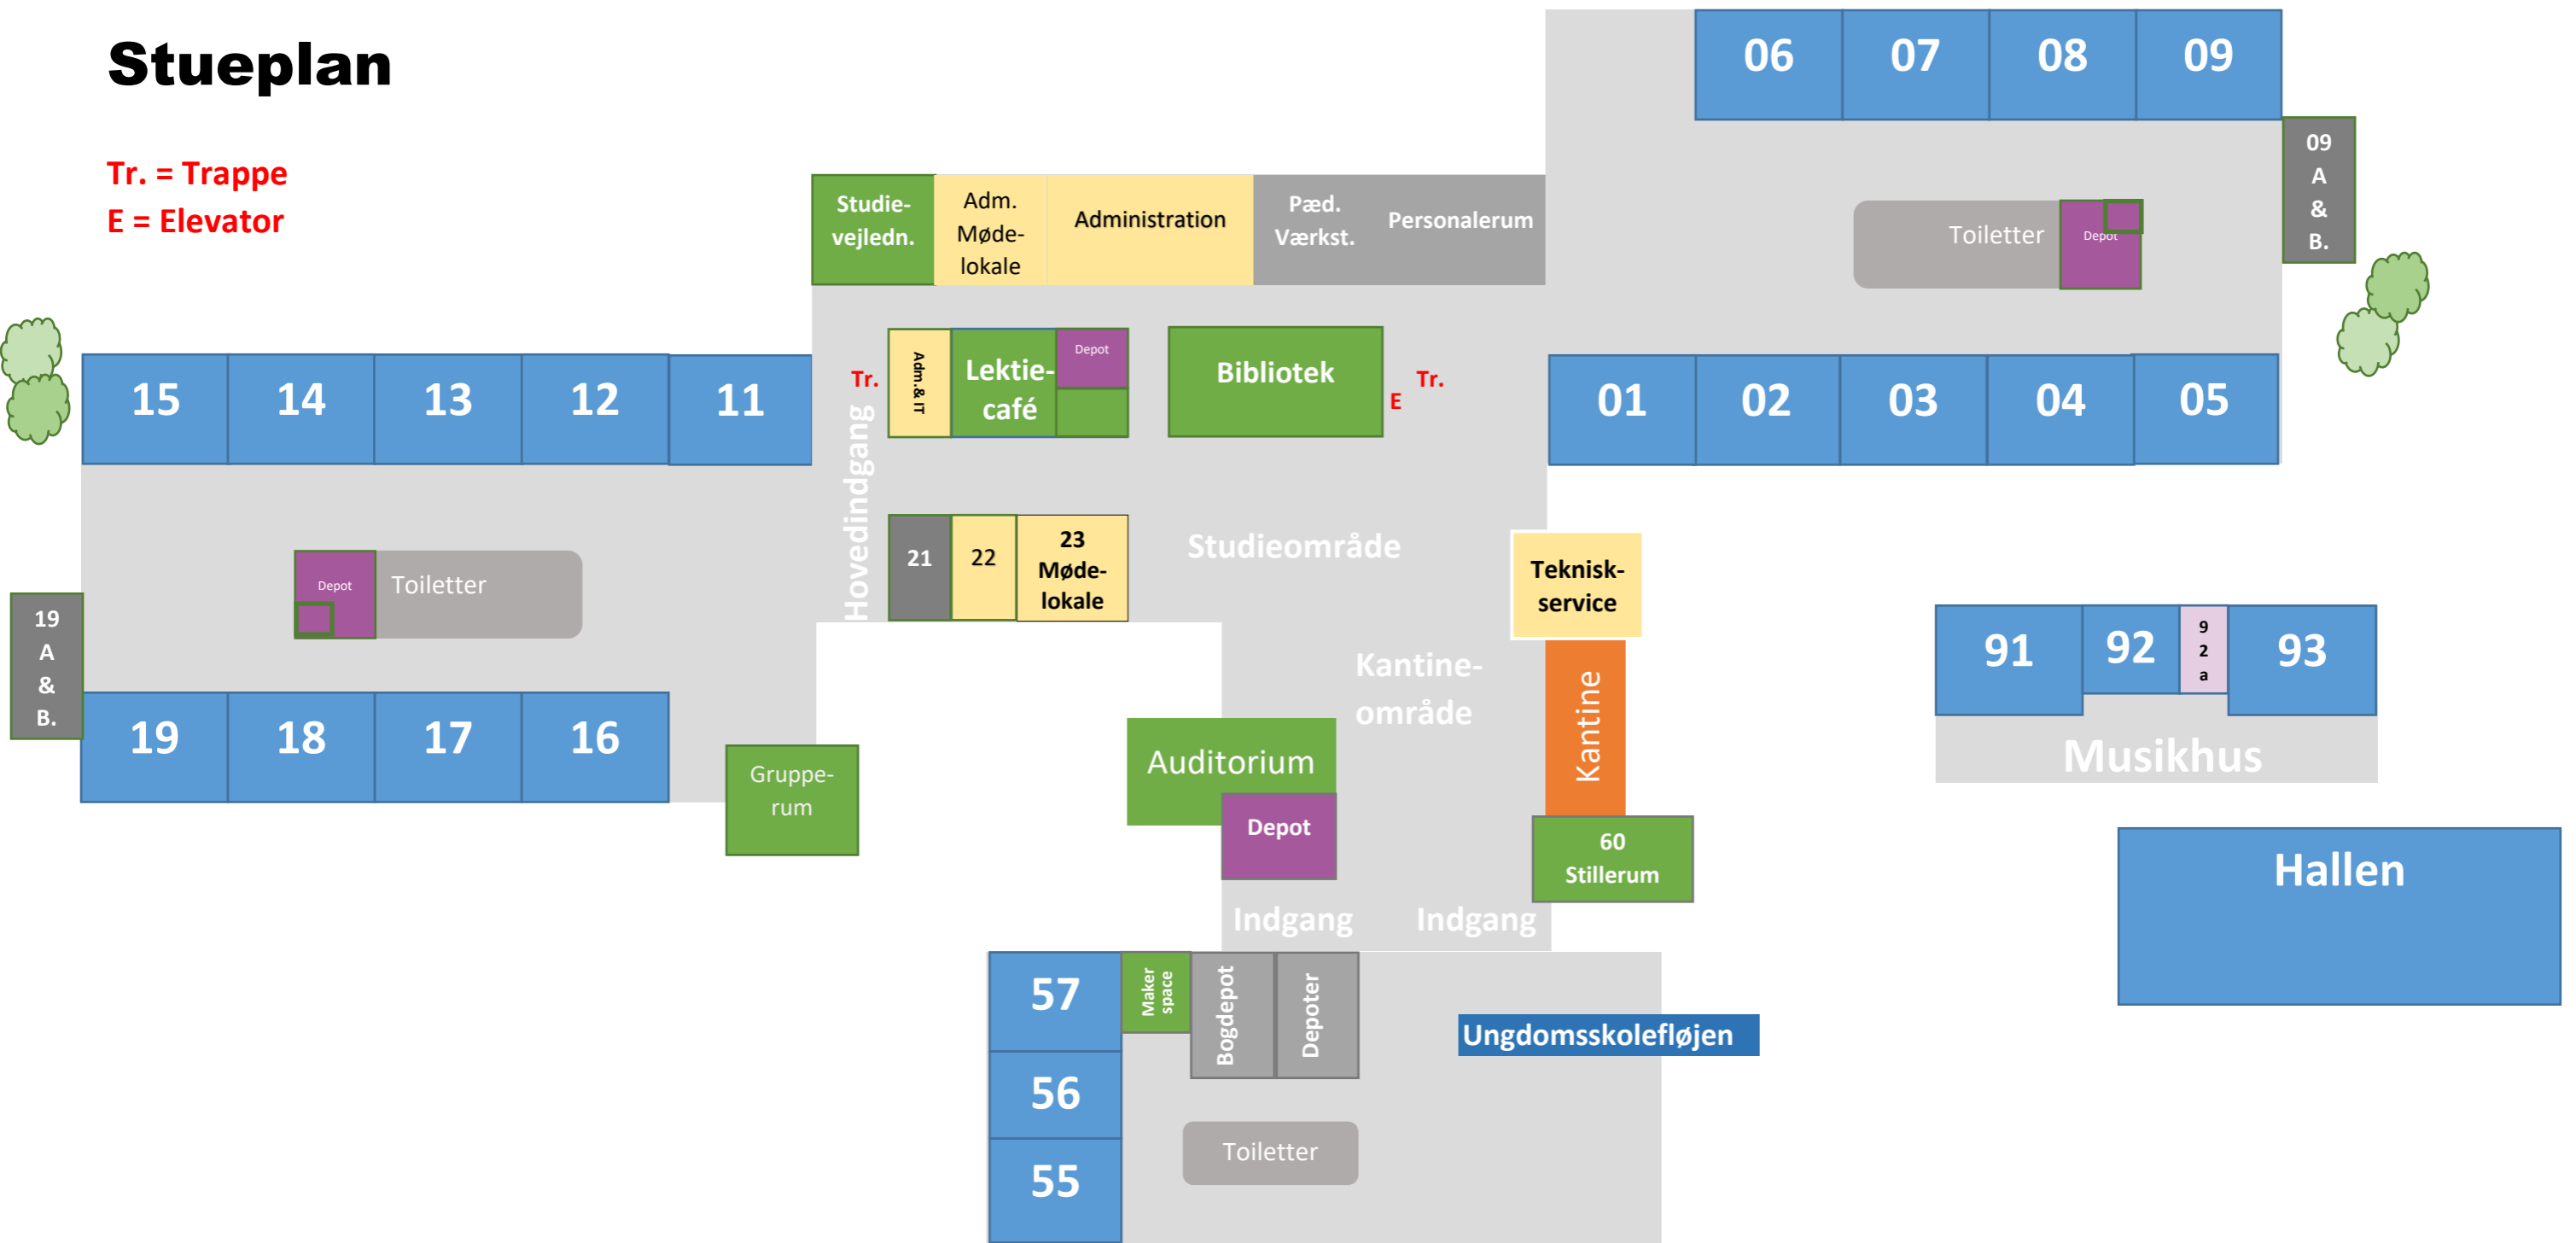 Stueplan
Tr. = Trappe
E = Elevator
06
07
08
09
09
A
&
B.
Toiletter
Depot
Studie-
vejledn.
Adm.
Møde-
lokale
Administration
Pæd.
Værkst.
Personalerum
15
14
13
12
11
Tr.
Hovedindgang
Adm.& IT
Lektie-
café
Depot
Bibliotek
E
Tr.
01
02
03
04
05
21
22
23
Møde-
lokale
Studieområde
Teknisk-
service
Depot
Toiletter
19
A
&
B.
19
18
17
16
Gruppe-
rum
Kantine-
område
Kantine
Auditorium
Depot
60
Stillerum
91
92
9
2
a
93
Musikhus
Hallen
Indgang
Indgang
57
Maker
space
Bogdepot
Depoter
Ungdomsskolefløjen
56
55
Toiletter